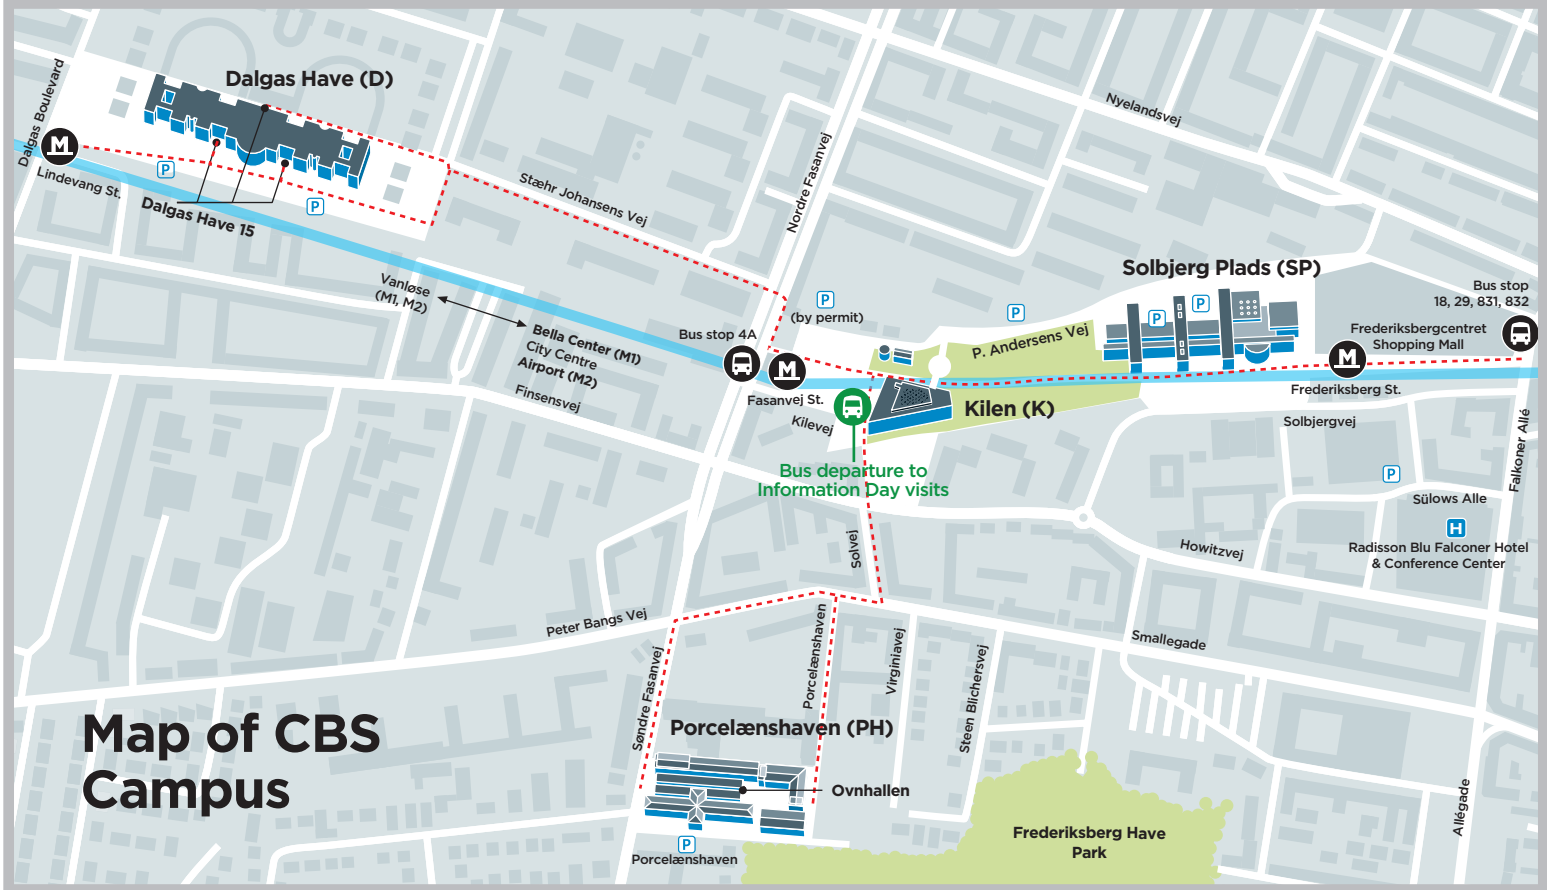 Dalgas Have (D)
Dalgas Boulevard
M
Lindevang St.
P
Dalgas Have 15
P
Stæhr Johansens Vej
Nordre Fasanvej
Nyelandsvej
Vanløse
(M1, M2)
Bella Center (M1)
City Centre
Airport (M2)
Finsensvej
Bus stop 4A
M
Fasanvej St.
P
(by permit)
P
P. Andersens Vej
Solbjerg Plads (SP)
P
P
Bus stop
18, 29, 831, 832
Frederiksbergcentret
Shopping Mall
M
Frederiksberg St.
Kilevej
Kilen (K)
Bus departure to
Information Day visits
Solbjergvej
Falkoner Allé
P
Sülows Alle
H
Radisson Blu Falconer Hotel
& Conference Center
Howitzvej
Solvej
Peter Bangs Vej
Smallegade
Søndre Fasanvej
Porcelænshaven
Virginiavej
Steen Blichersvej
Porcelænshaven (PH)
Ovnhallen
P
Porcelænshaven
Frederiksberg Have
Park
Allégade
Map of CBS
Campus